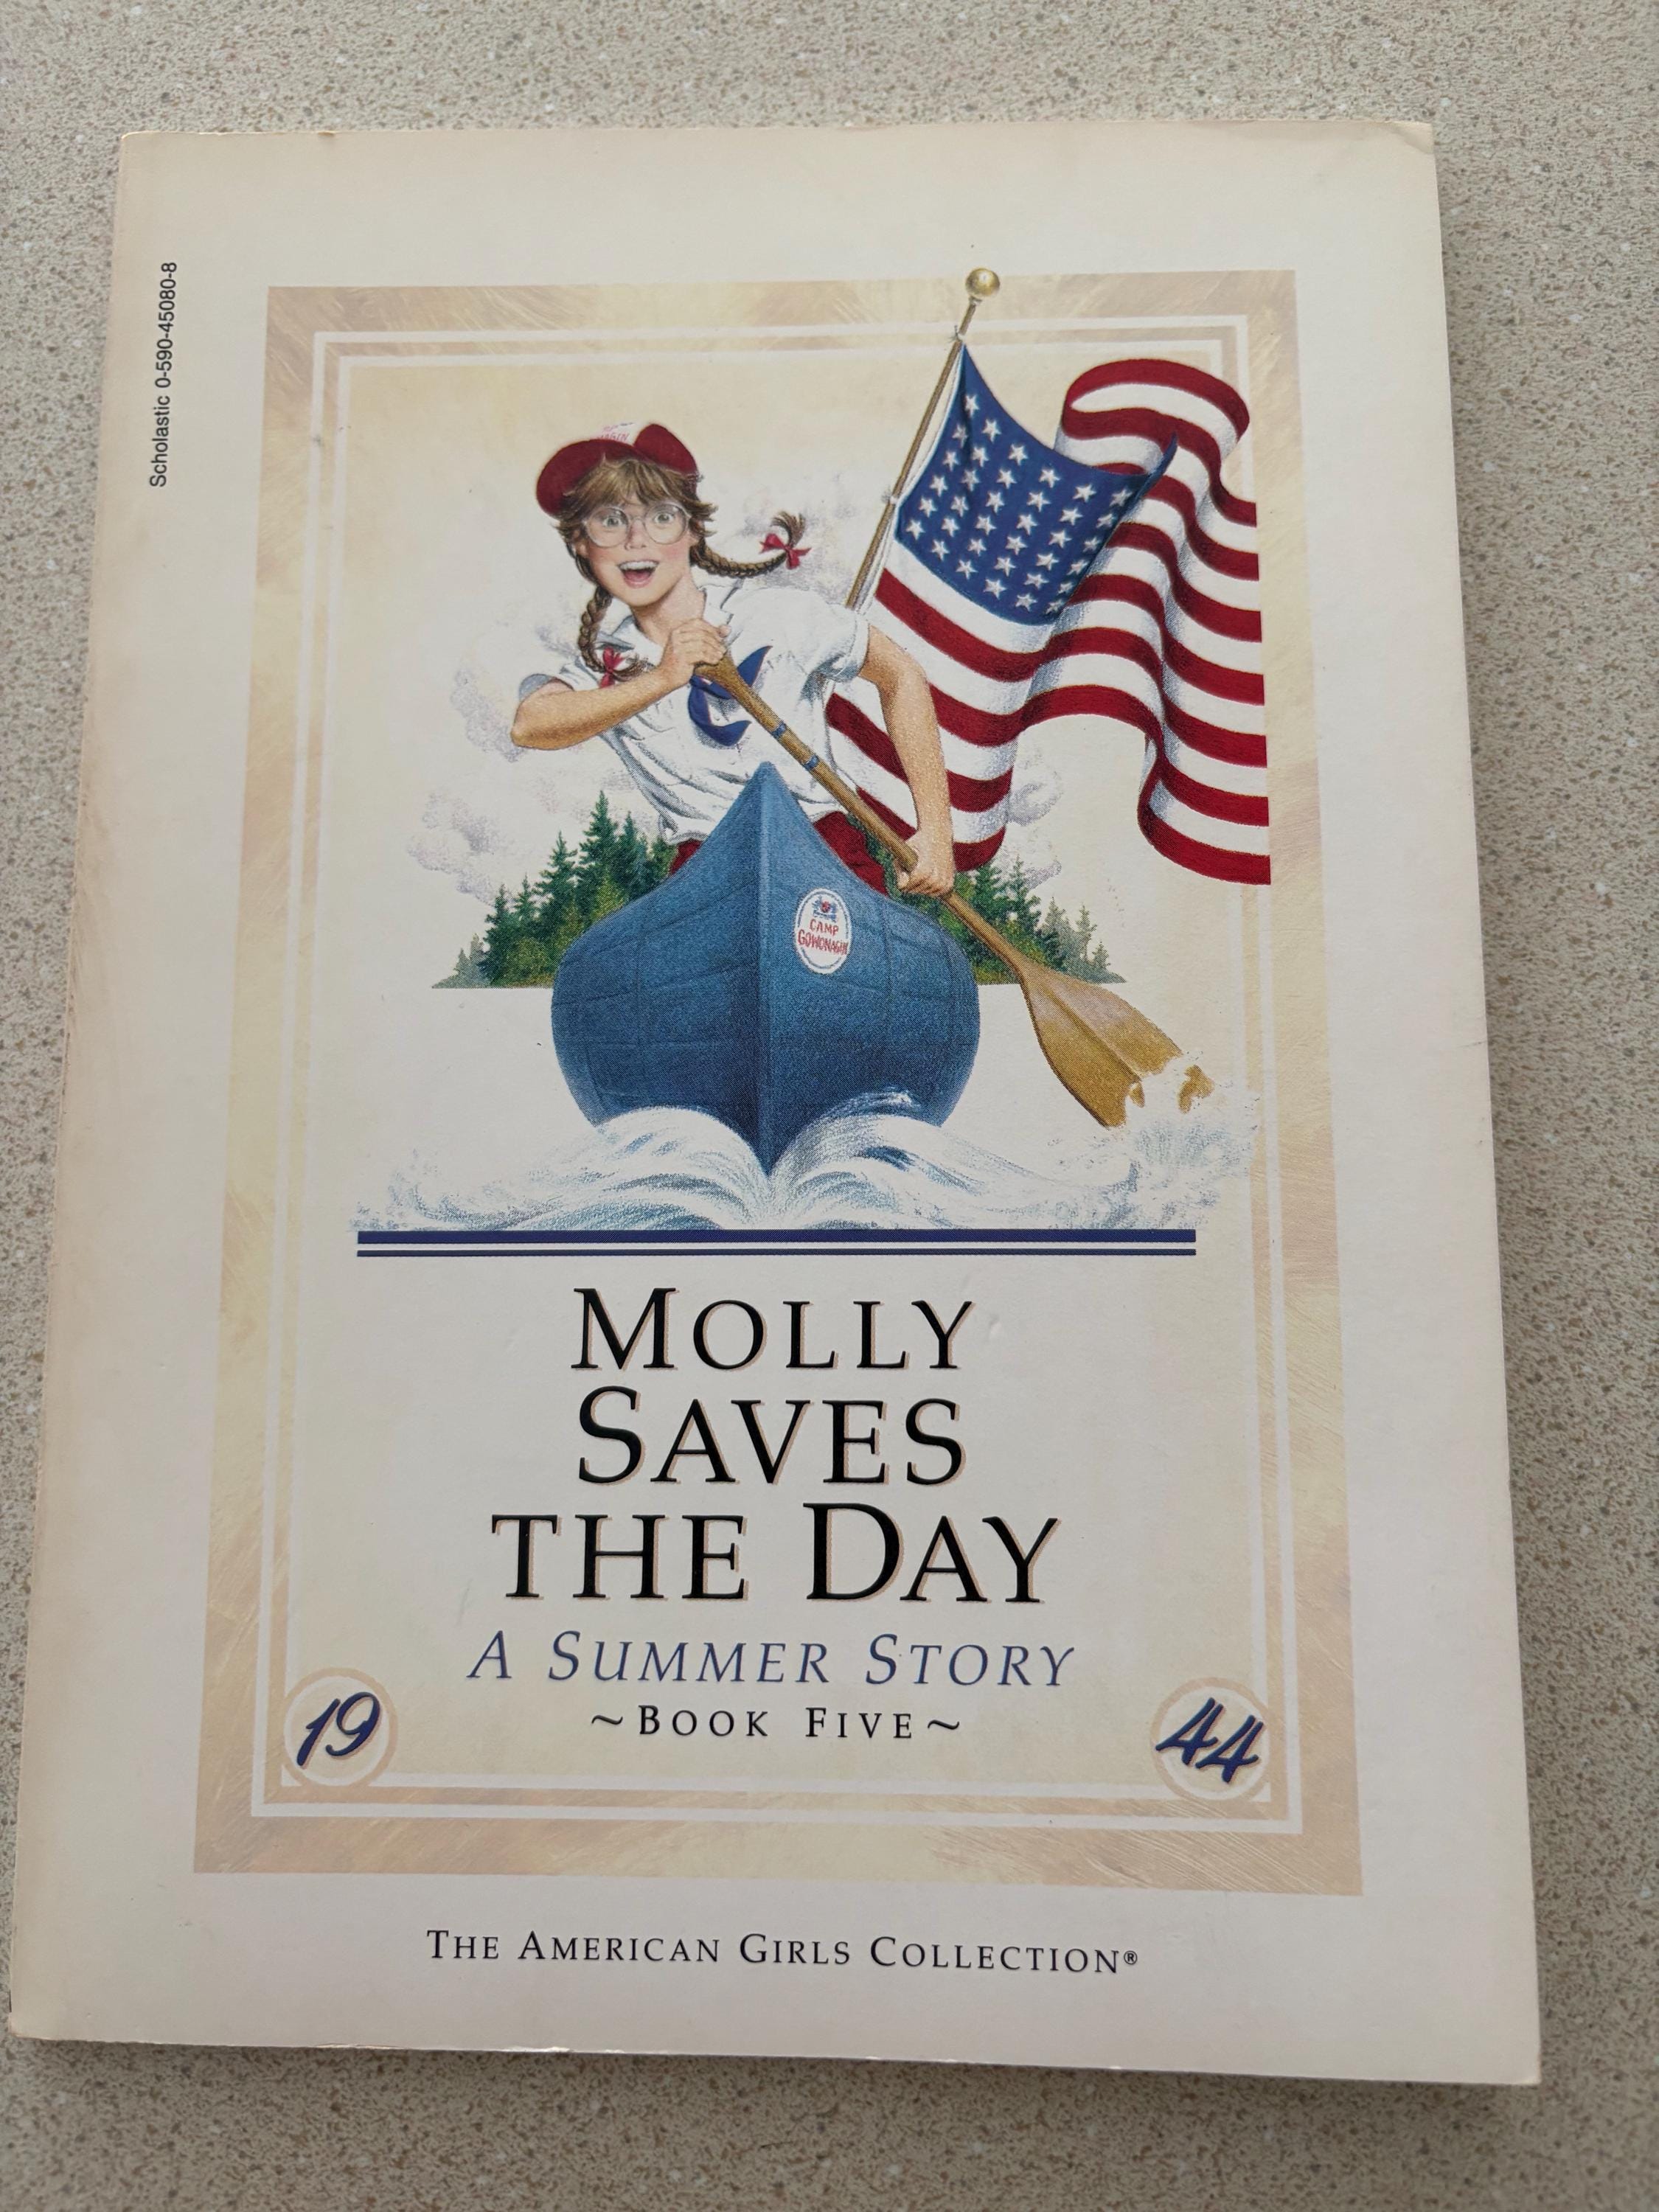 Scholastic 0-590-45080-8
CAMP
GOWONAGIN
MOLLY
SAVES
THE DAY
A SUMMER STORY
~BOOK FIVE~
19
44
THE AMERICAN GIRLS COLLECTION®